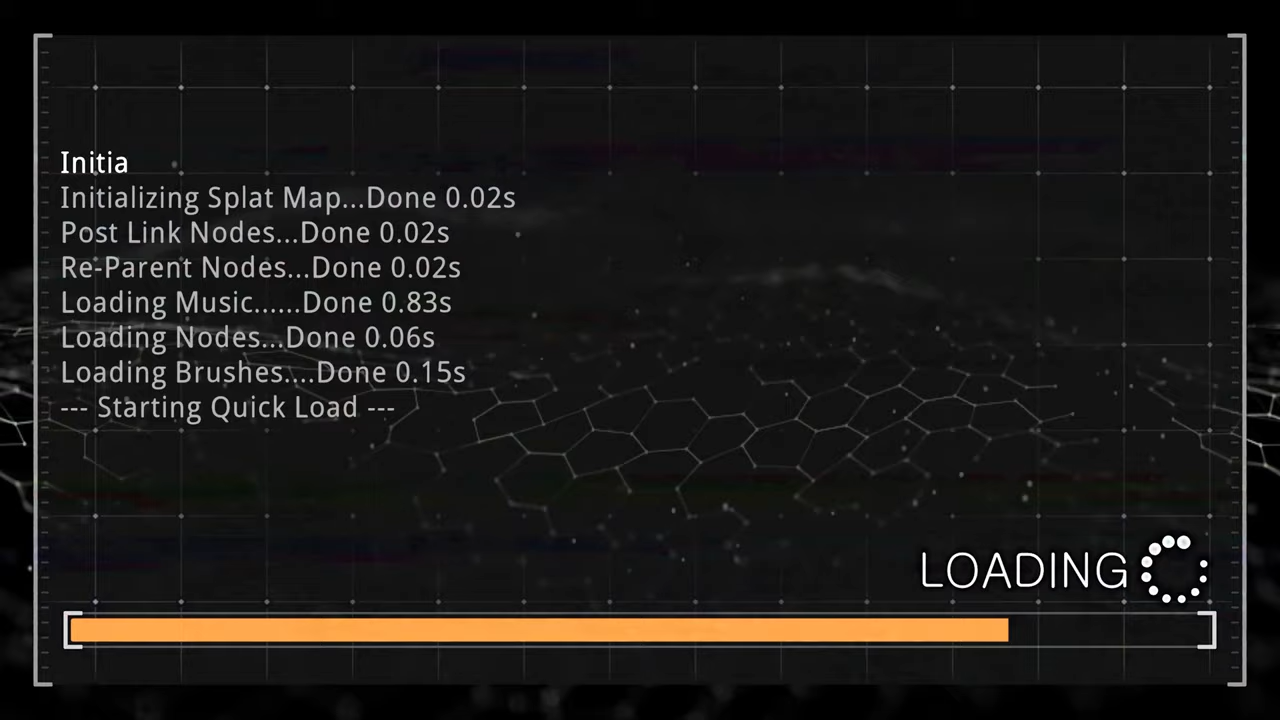 Initia
Initializing Splat Map...Done 0.02s
Post Link Nodes...Done 0.02s
Re-Parent Nodes...Done 0.02s
Loading Music......Done 0.83s
Loading Nodes...Done 0.06s
Loading Brushes....Done 0.15s
--- Starting Quick Load ---
LOADING